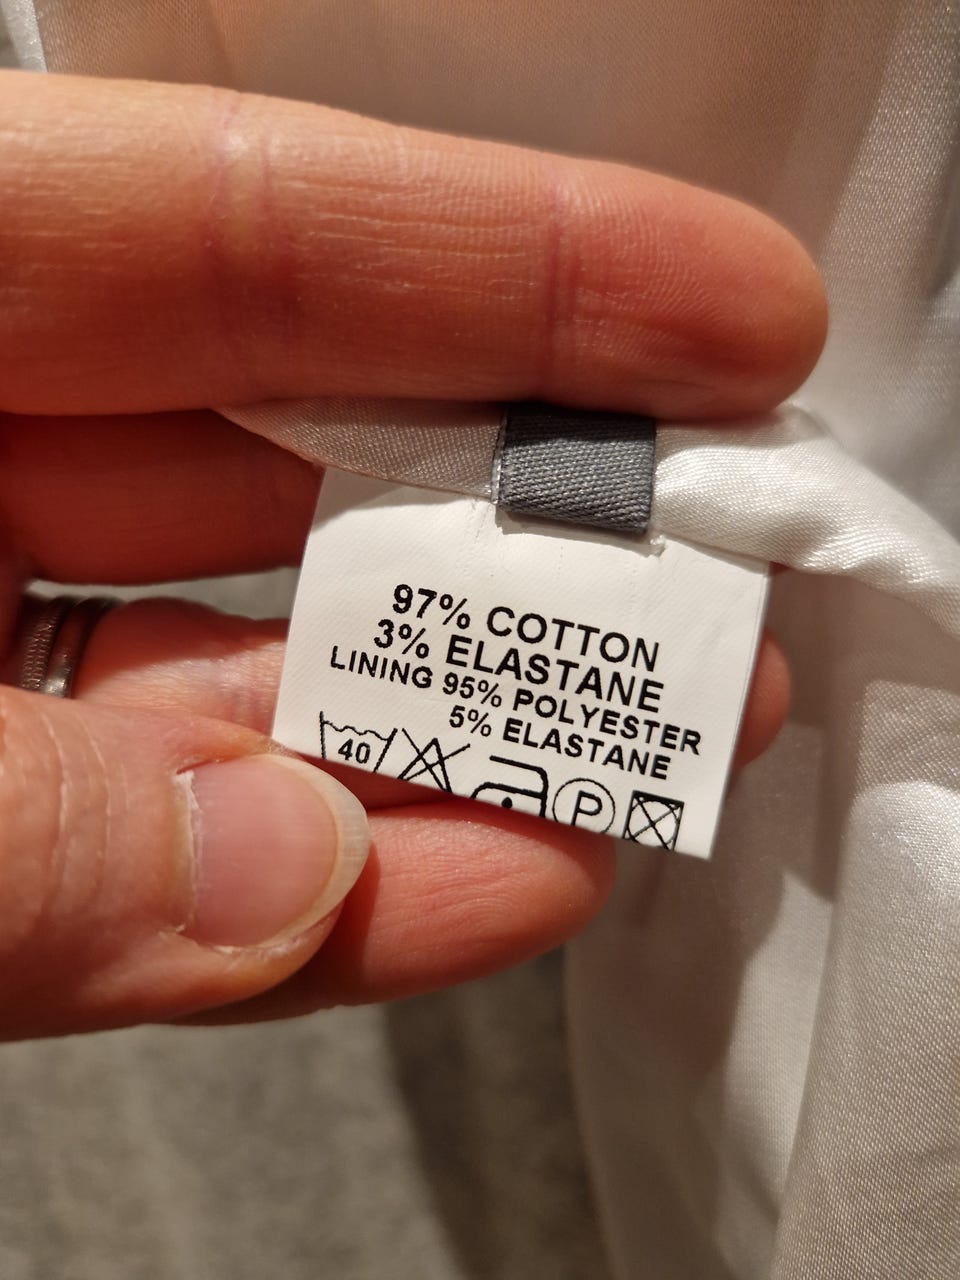 97% COTTON
3% ELASTANE
LINING 95% POLYESTER
5% ELASTANE
40 P